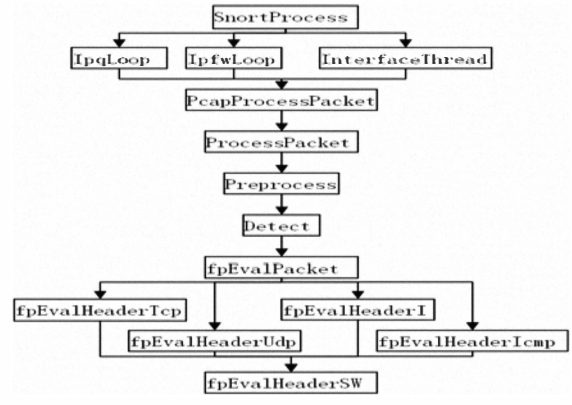 SnortProcess
IpqLoop
IpfwLoop
InterfaceThread
PcapProcessPacket
ProcessPacket
Preprocess
Detect
fpEvalPacket
fpEvalHeaderTcp
fpEvalHeaderI
fpEvalHeaderUdp
fpEvalHeaderIcmp
fpEvalHeaderSW